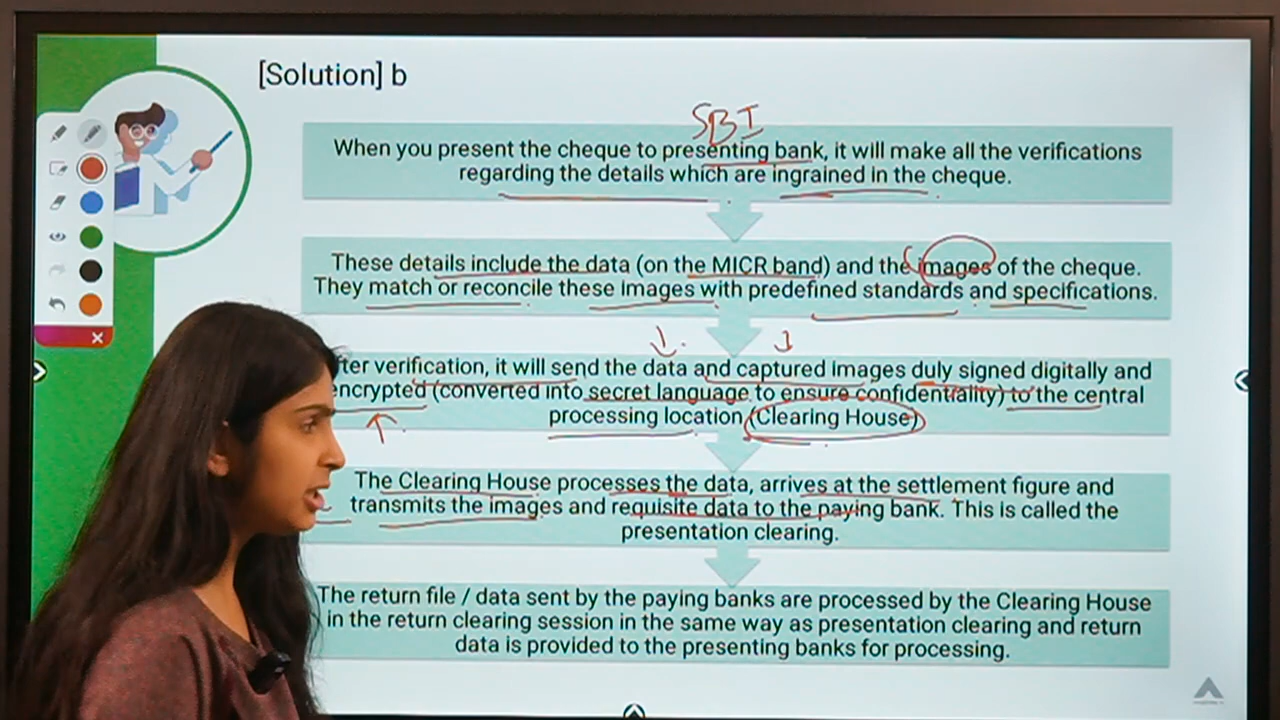 [Solution] b
SBI
When you present the cheque to presenting bank, it will make all the verifications
regarding the details which are ingrained in the cheque.
These details include the data (on the MICR band) and the images of the cheque.
They match or reconcile these images with predefined standards and specifications.
ter verification, it will send the data and captured images duly signed digitally and
encrypted (converted into secret language to ensure confidentiality) to the central
processing location (Clearing House)
The Clearing House processes the data, arrives at the settlement figure and
transmits the images and requisite data to the paying bank. This is called the
presentation clearing.
The return file / data sent by the paying banks are processed by the Clearing House
in the return clearing session in the same way as presentation clearing and return
data is provided to the presenting banks for processing.